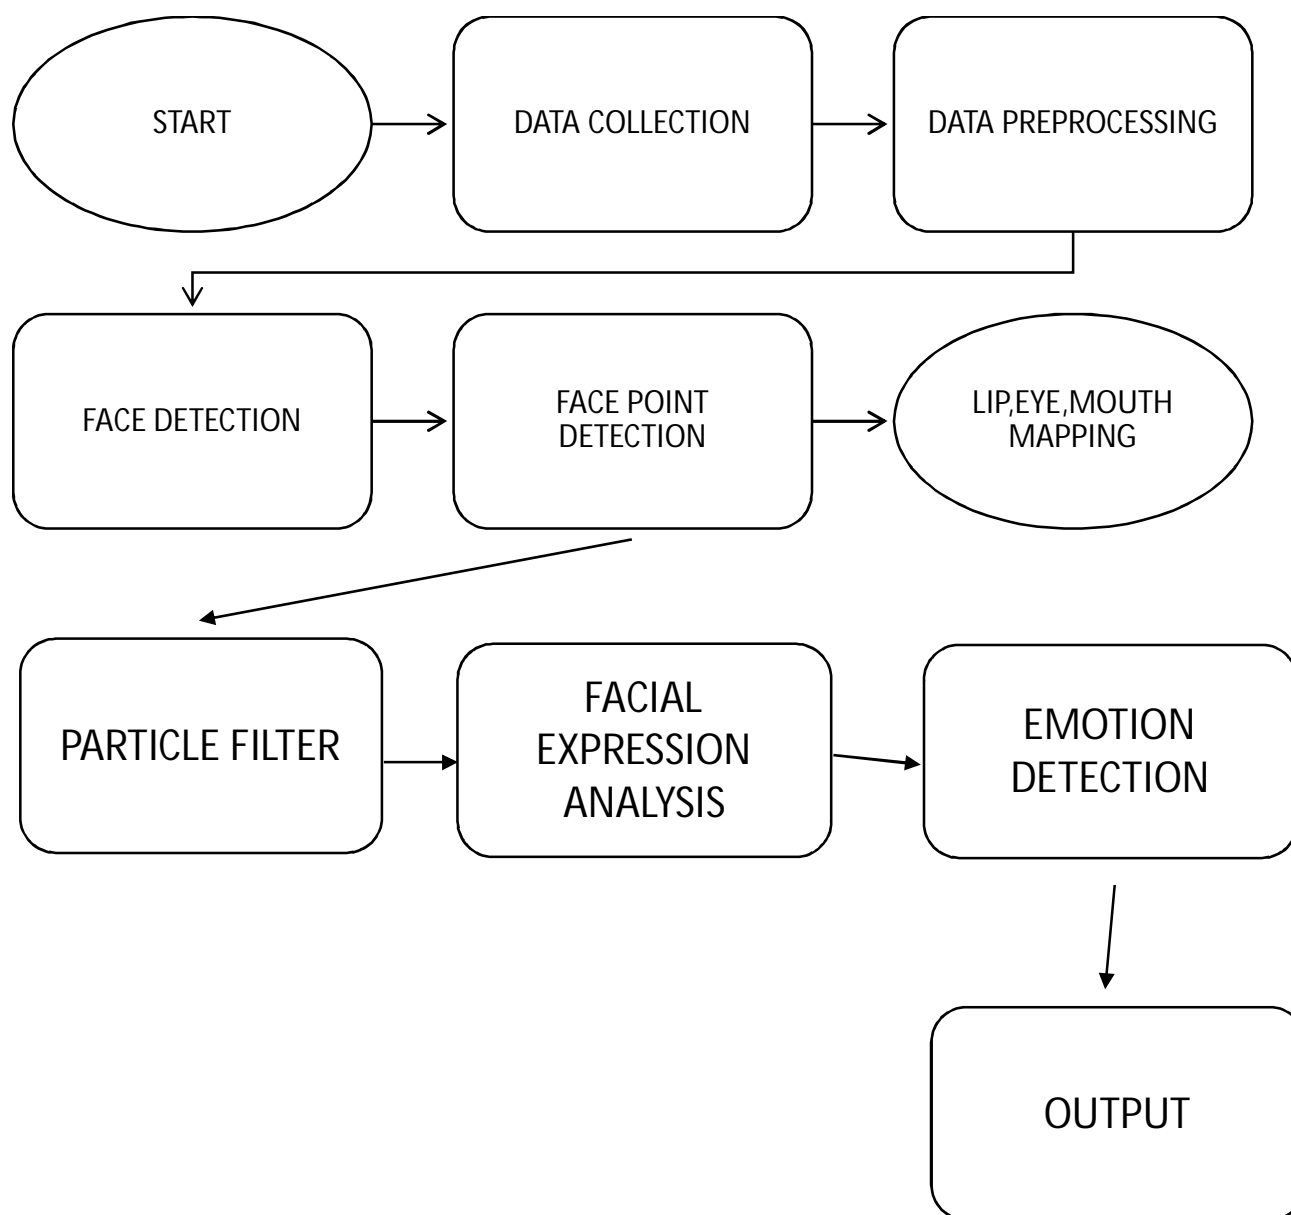 START
DATA COLLECTION
DATA PREPROCESSING
FACE DETECTION
FACE POINT
DETECTION
LIP,EYE,MOUTH
MAPPING
PARTICLE FILTER
FACIAL
EXPRESSION
ANALYSIS
EMOTION
DETECTION
OUTPUT